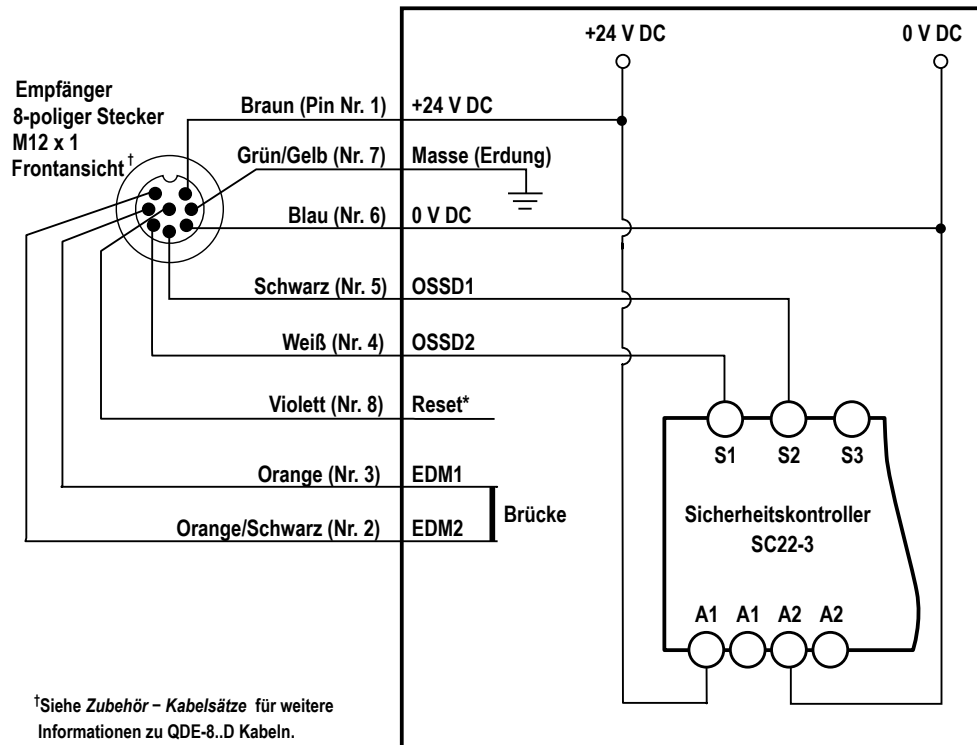 +24 V DC
0 V DC
Empfänger
8-poliger Stecker
M12 x 1
Frontansicht†
Braun (Pin Nr. 1)
+24 V DC
Grün/Gelb (Nr. 7)
Masse (Erdung)
Blau (Nr. 6)
0 V DC
Schwarz (Nr. 5)
OSSD1
Weiß (Nr. 4)
OSSD2
Violett (Nr. 8)
Reset*
Orange (Nr. 3)
EDM1
Orange/Schwarz (Nr. 2)
EDM2
Brücke
S1
S2
S3
Sicherheitskontroller
SC22-3
A1
A1
A2
A2
†Siehe Zubehör – Kabelsätze für weitere
Informationen zu QDE-8..D Kabeln.